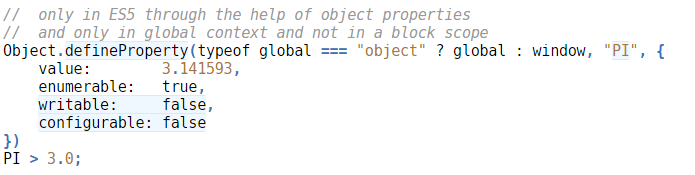 //  only in ES5 through the help of object properties
//  and only in global context and not in a block scope
Object.defineProperty(typeof global === "object" ? global : window, "PI", {
    value:        3.141593,
    enumerable:   true,
    writable:     false,
    configurable: false
})
PI > 3.0;